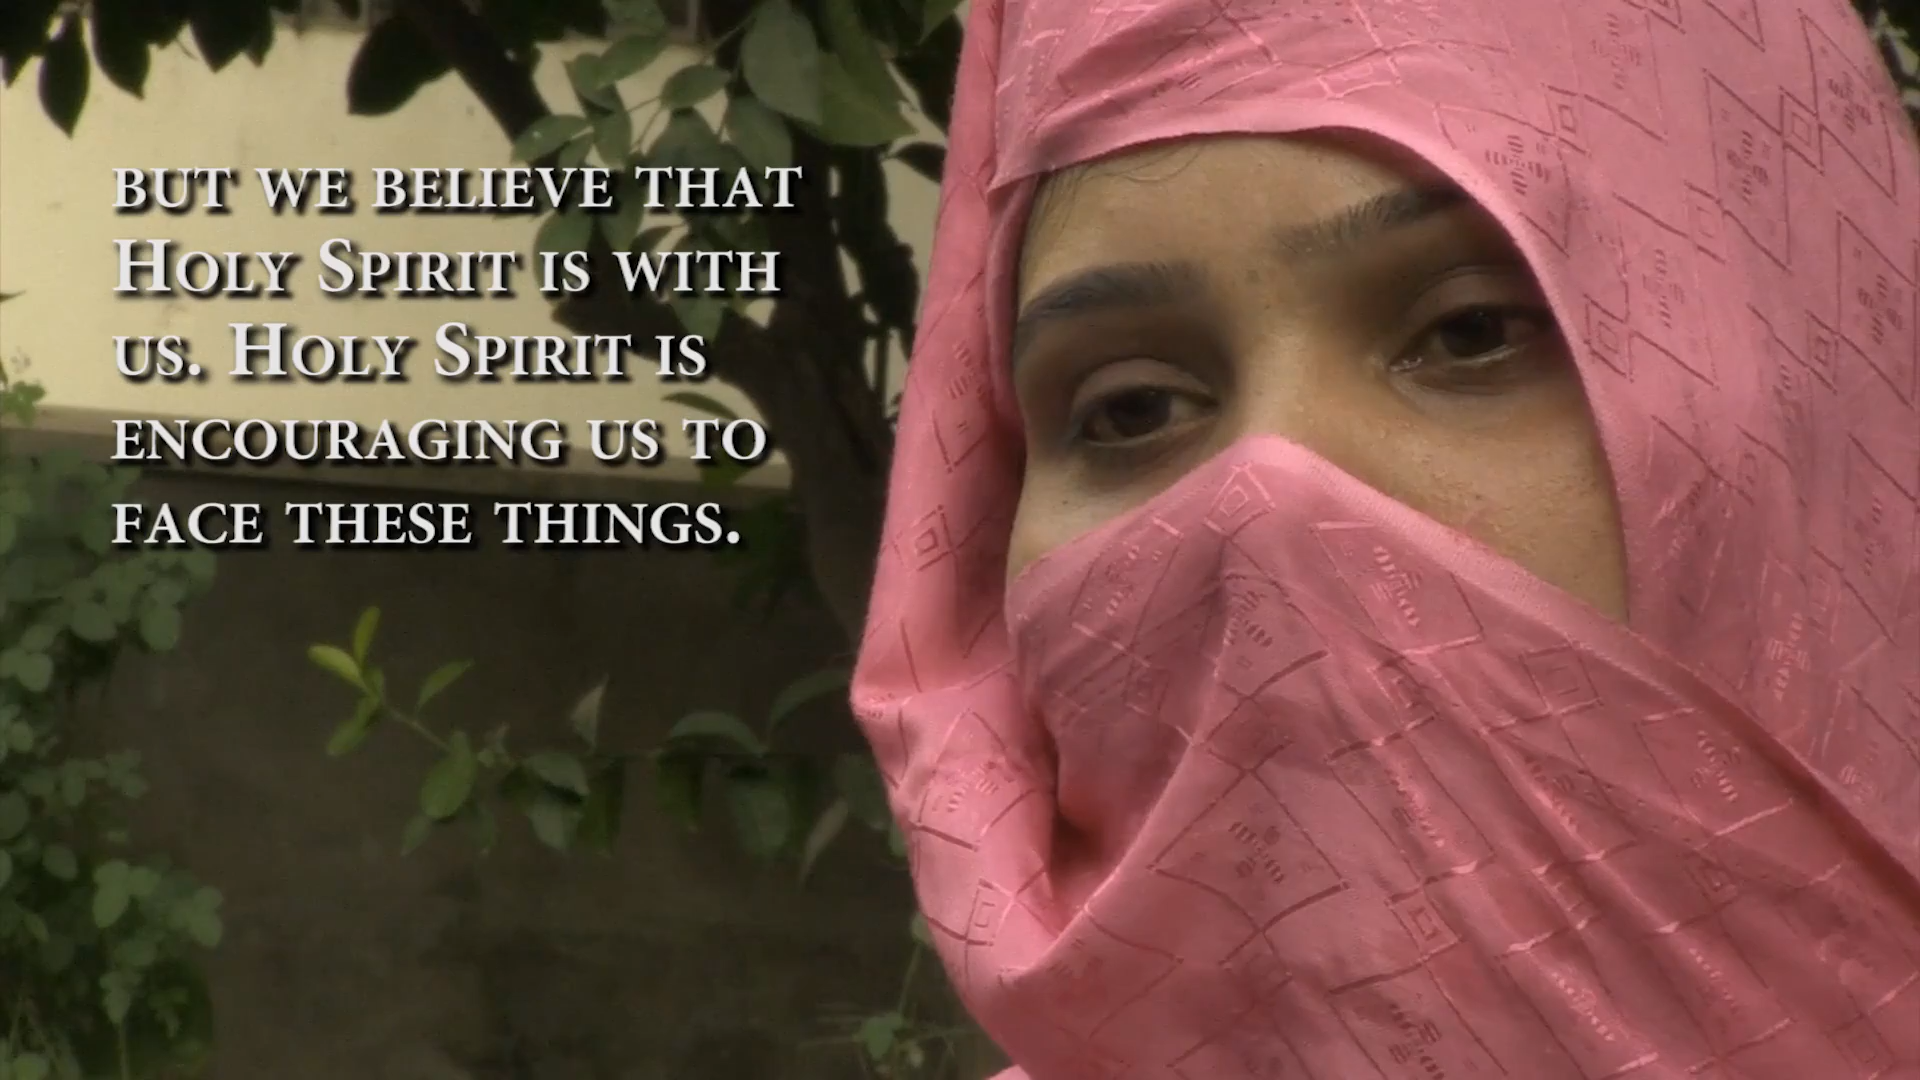 BUT WE BELIEVE THAT
HOLY SPIRIT IS WITH
US. HOLY SPIRIT IS
ENCOURAGING US TO
FACE THESE THINGS.